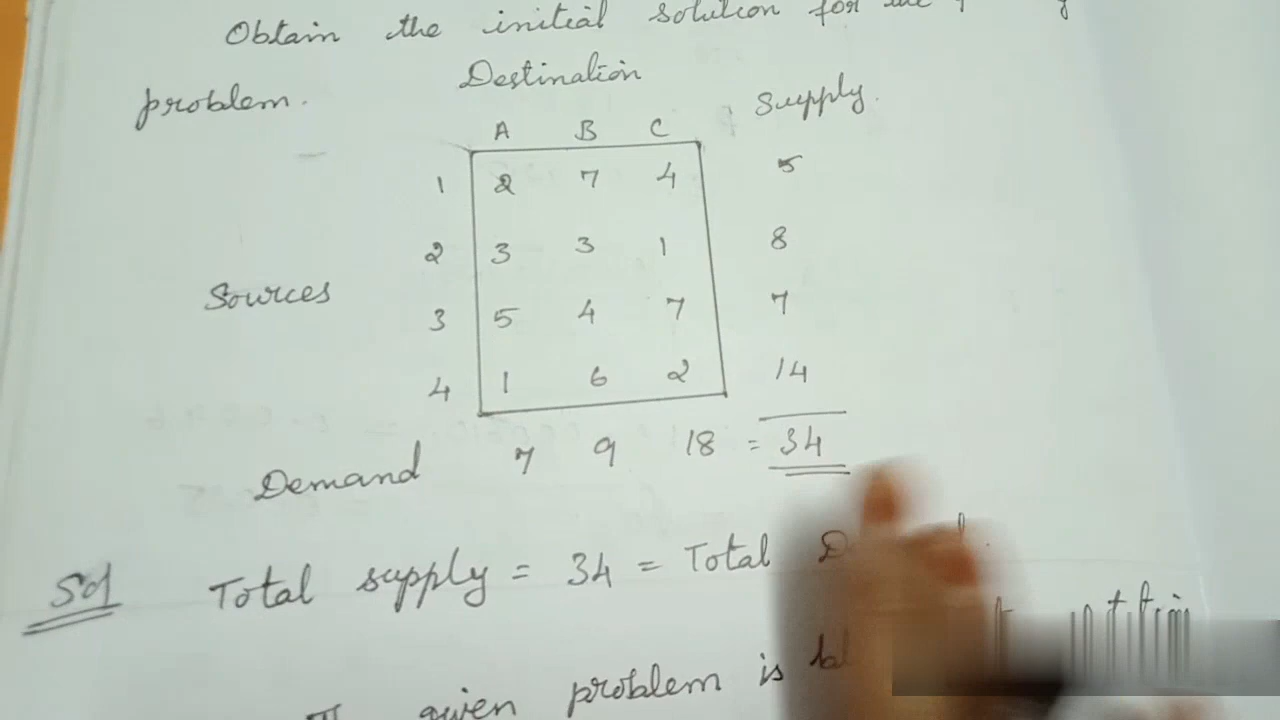 Obtain the initial solution for the
problem.
Destination
A B C Supply
1 2 7 4 5
2 3 3 1 8
Sources
3 5 4 7 7
4 1 6 2 14
Demand 7 9 18 = 34
Sol Total supply = 34 = Total
given problem is